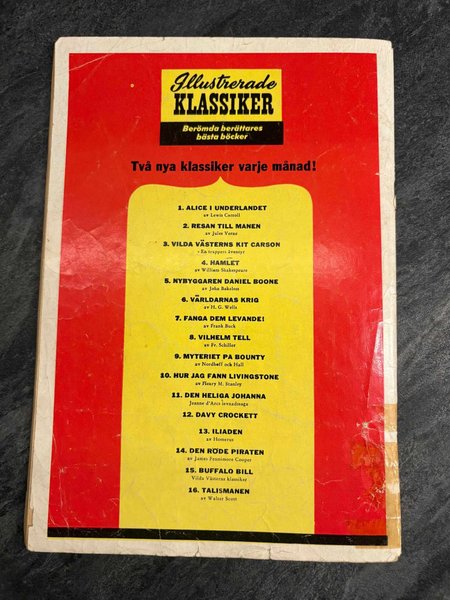 Illustrerade
KLASSIKER
Berömda berättares
bästa böcker
Två nya klassiker varje månad!
1. ALICE I UNDERLANDET
av Lewis Carroll
2. RESAN TILL MÅNEN
av Jules Verne
3. VILDA VÄSTERNS KIT CARSON
En trappers äventyr
4. HAMLET
av William Shakespeare
5. NYBYGGAREN DANIEL BOONE
av John Bakeless
6. VÄRLDARNAS KRIG
av H. G. Wells
7. FÅNGA DEM LEVANDE!
av Frank Buck
8. VILHELM TELL
av Fr. Schiller
9. MYTERIET PÅ BOUNTY
av Nordhoff och Hall
10. HUR JAG FANN LIVINGSTONE
av Henry M. Stanley
11. DEN HELIGA JOHANNA
Jeanne d'Arcs levnadssaga
12. DAVY CROCKETT
13. ILIADEN
av Homerus
14. DEN RÖDE PIRATEN
av James Fennimore Cooper
15. BUFFALO BILL
Vilda Västerns klassiker
16. TALISMANEN
av Walter Scott